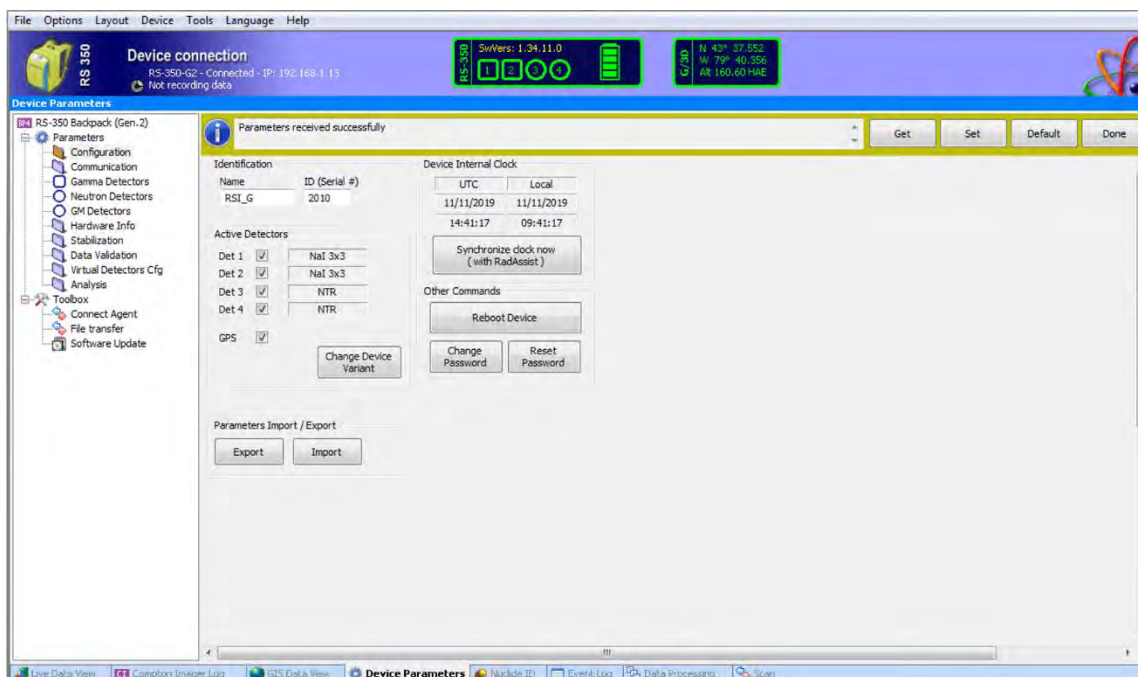 File Options Layout Device Tools Language Help
RS 350
Device connection
RS-350-G2 - Connected - IP: 192.168.1.13
Not recording data
RS-350
SwVers: 1.34.11.0
1 2 3 4
G/3D
N 43° 37.552
W 79° 40.356
Alt 160.60 HAE
Device Parameters
RS-350 Backpack (Gen.2)
Parameters
Configuration
Communication
Gamma Detectors
Neutron Detectors
GM Detectors
Hardware Info
Stabilization
Data Validation
Virtual Detectors Cfg
Analysis
Toolbox
Connect Agent
File transfer
Software Update
Parameters received successfully
Get Set Default Done
Identification
Name ID (Serial #)
RSI_G 2010
Active Detectors
Det 1 NaI 3x3
Det 2 NaI 3x3
Det 3 NTR
Det 4 NTR
GPS
Change Device
Variant
Parameters Import / Export
Export Import
Device Internal Clock
UTC Local
11/11/2019 11/11/2019
14:41:17 09:41:17
Synchronize clock now
( with RadAssist )
Other Commands
Reboot Device
Change Password
Reset Password
Live Data View Compton Imager Log GIS Data View Device Parameters Nuclide ID Event Log Data Processing Scan